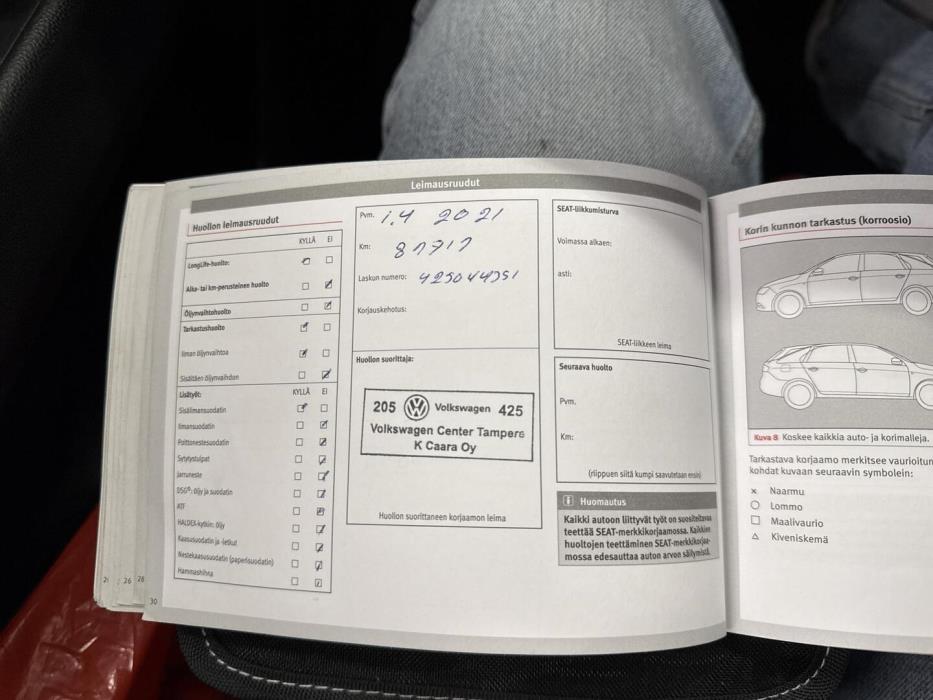 Leimausruudut
Huollon leimausruudut
KYLLÄ EI
LongLife-huolto:
Aika- tai km-perusteinen huolto
Öljynvaihtohuolto
Tarkastushuolto
Ilman öljynvaihtoa
Sisältäen öljynvaihdon
Lisätyöt: KYLLÄ EI
Sisäilmansuodatin
Ilmansuodatin
Polttonestesuodatin
Sytytystulpat
Jarruneste
DSG®: öljy ja suodatin
ATF
HALDEX-kytkin: öljy
Kaasusuodatin ja -letkut
Nestekaasusuodatin (paperisuodatin)
Hammashihna
30
26 28
Pvm. 1.4 2021
Km: 81717
Laskun numero:
Korjauskehotus:
Huollon suorittaja:
205 Volkswagen 425
Volkswagen Center Tampere
K Caara Oy
Huollon suorittaneen korjaamon leima
SEAT-liikkumisturva
Voimassa alkaen:
asti:
SEAT-liikkeen leima
Seuraava huolto
Pvm.
Km:
(riippuen siitä kumpi saavutetaan ensin)
Huomautus
Kaikki autoon liittyvät työt on suositeltavaa
teettää SEAT-merkkikorjaamossa. Kaikkien
huoltojen teettäminen SEAT-merkkikorjaa-
mossa edesauttaa auton arvon säilymistä.
Korin kunnon tarkastus (korroosio)
Kuva 8 Koskee kaikkia auto- ja korimalleja.
Tarkastava korjaamo merkitsee
kohdat kuvaan seuraavin symbolein:
× Naarmu
○ Lommo
□ Maalivaurio
△ Kiveniskemä